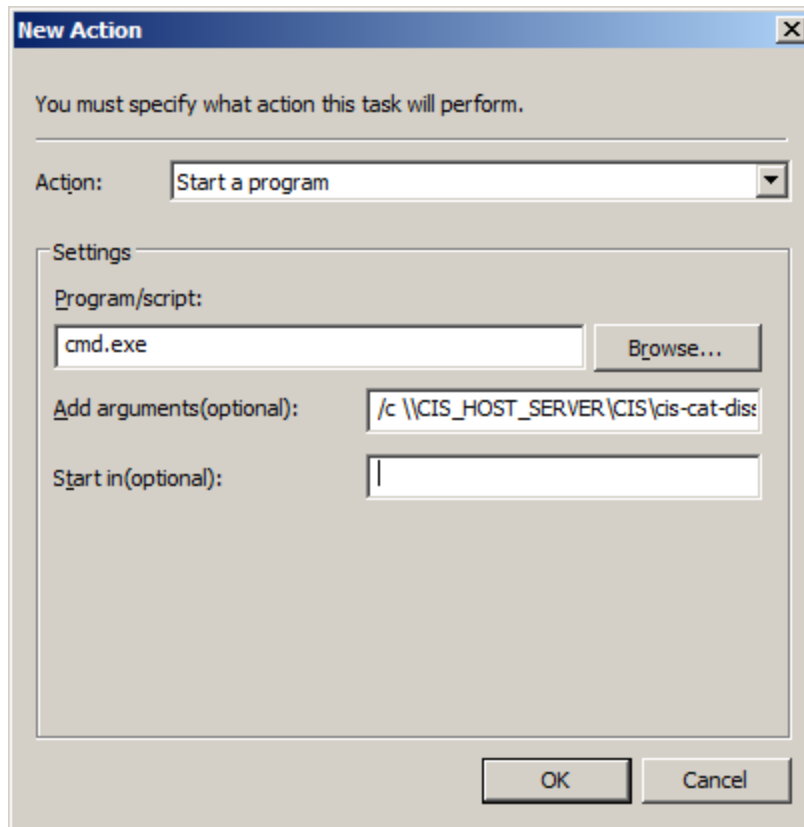 New Action
You must specify what action this task will perform.
Action: Start a program
Settings
Program/script:
cmd.exe Browse...
Add arguments(optional): /c \\CIS_HOST_SERVER\CIS\cis-cat-diss
Start in(optional):
OK Cancel